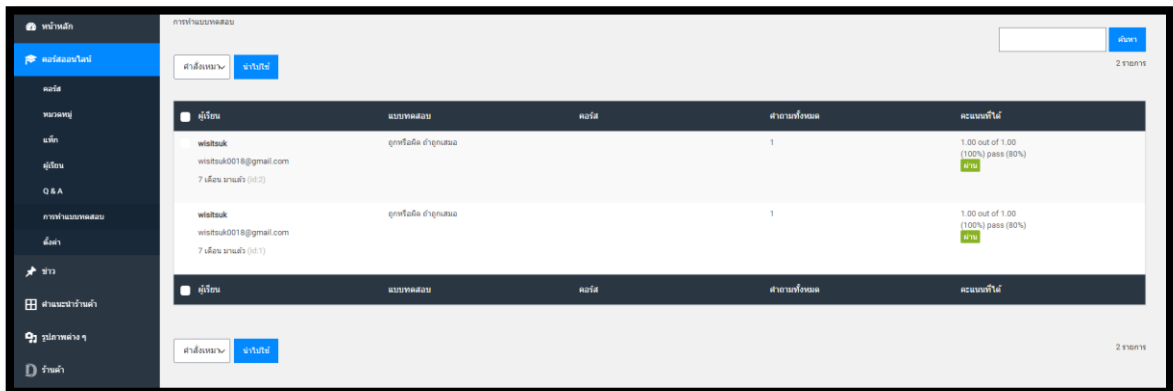 หน้าหลัก
คอร์สออนไลน์
คอร์ส
หมวดหมู่
แท็ก
ผู้เรียน
Q & A
การทำแบบทดสอบ
ตั้งค่า
ข่าว
คำแนะนำร้านค้า
รูปภาพต่าง ๆ
ร้านค้า
การทำแบบทดสอบ
ค้นหา
คำสั่งเหมา นำไปใช้
2 รายการ
ผู้เรียน แบบทดสอบ คอร์ส คำถามทั้งหมด คะแนนที่ได้
wisitsuk ถูกหรือผิด ถ้าถูกเสมอ 1 1.00 out of 1.00
wisitsuk0018@gmail.com (100%) pass (80%)
7 เดือน มาแล้ว (id:2) ผ่าน
wisitsuk ถูกหรือผิด ถ้าถูกเสมอ 1 1.00 out of 1.00
wisitsuk0018@gmail.com (100%) pass (80%)
7 เดือน มาแล้ว (id:1) ผ่าน
ผู้เรียน แบบทดสอบ คอร์ส คำถามทั้งหมด คะแนนที่ได้
คำสั่งเหมา นำไปใช้
2 รายการ